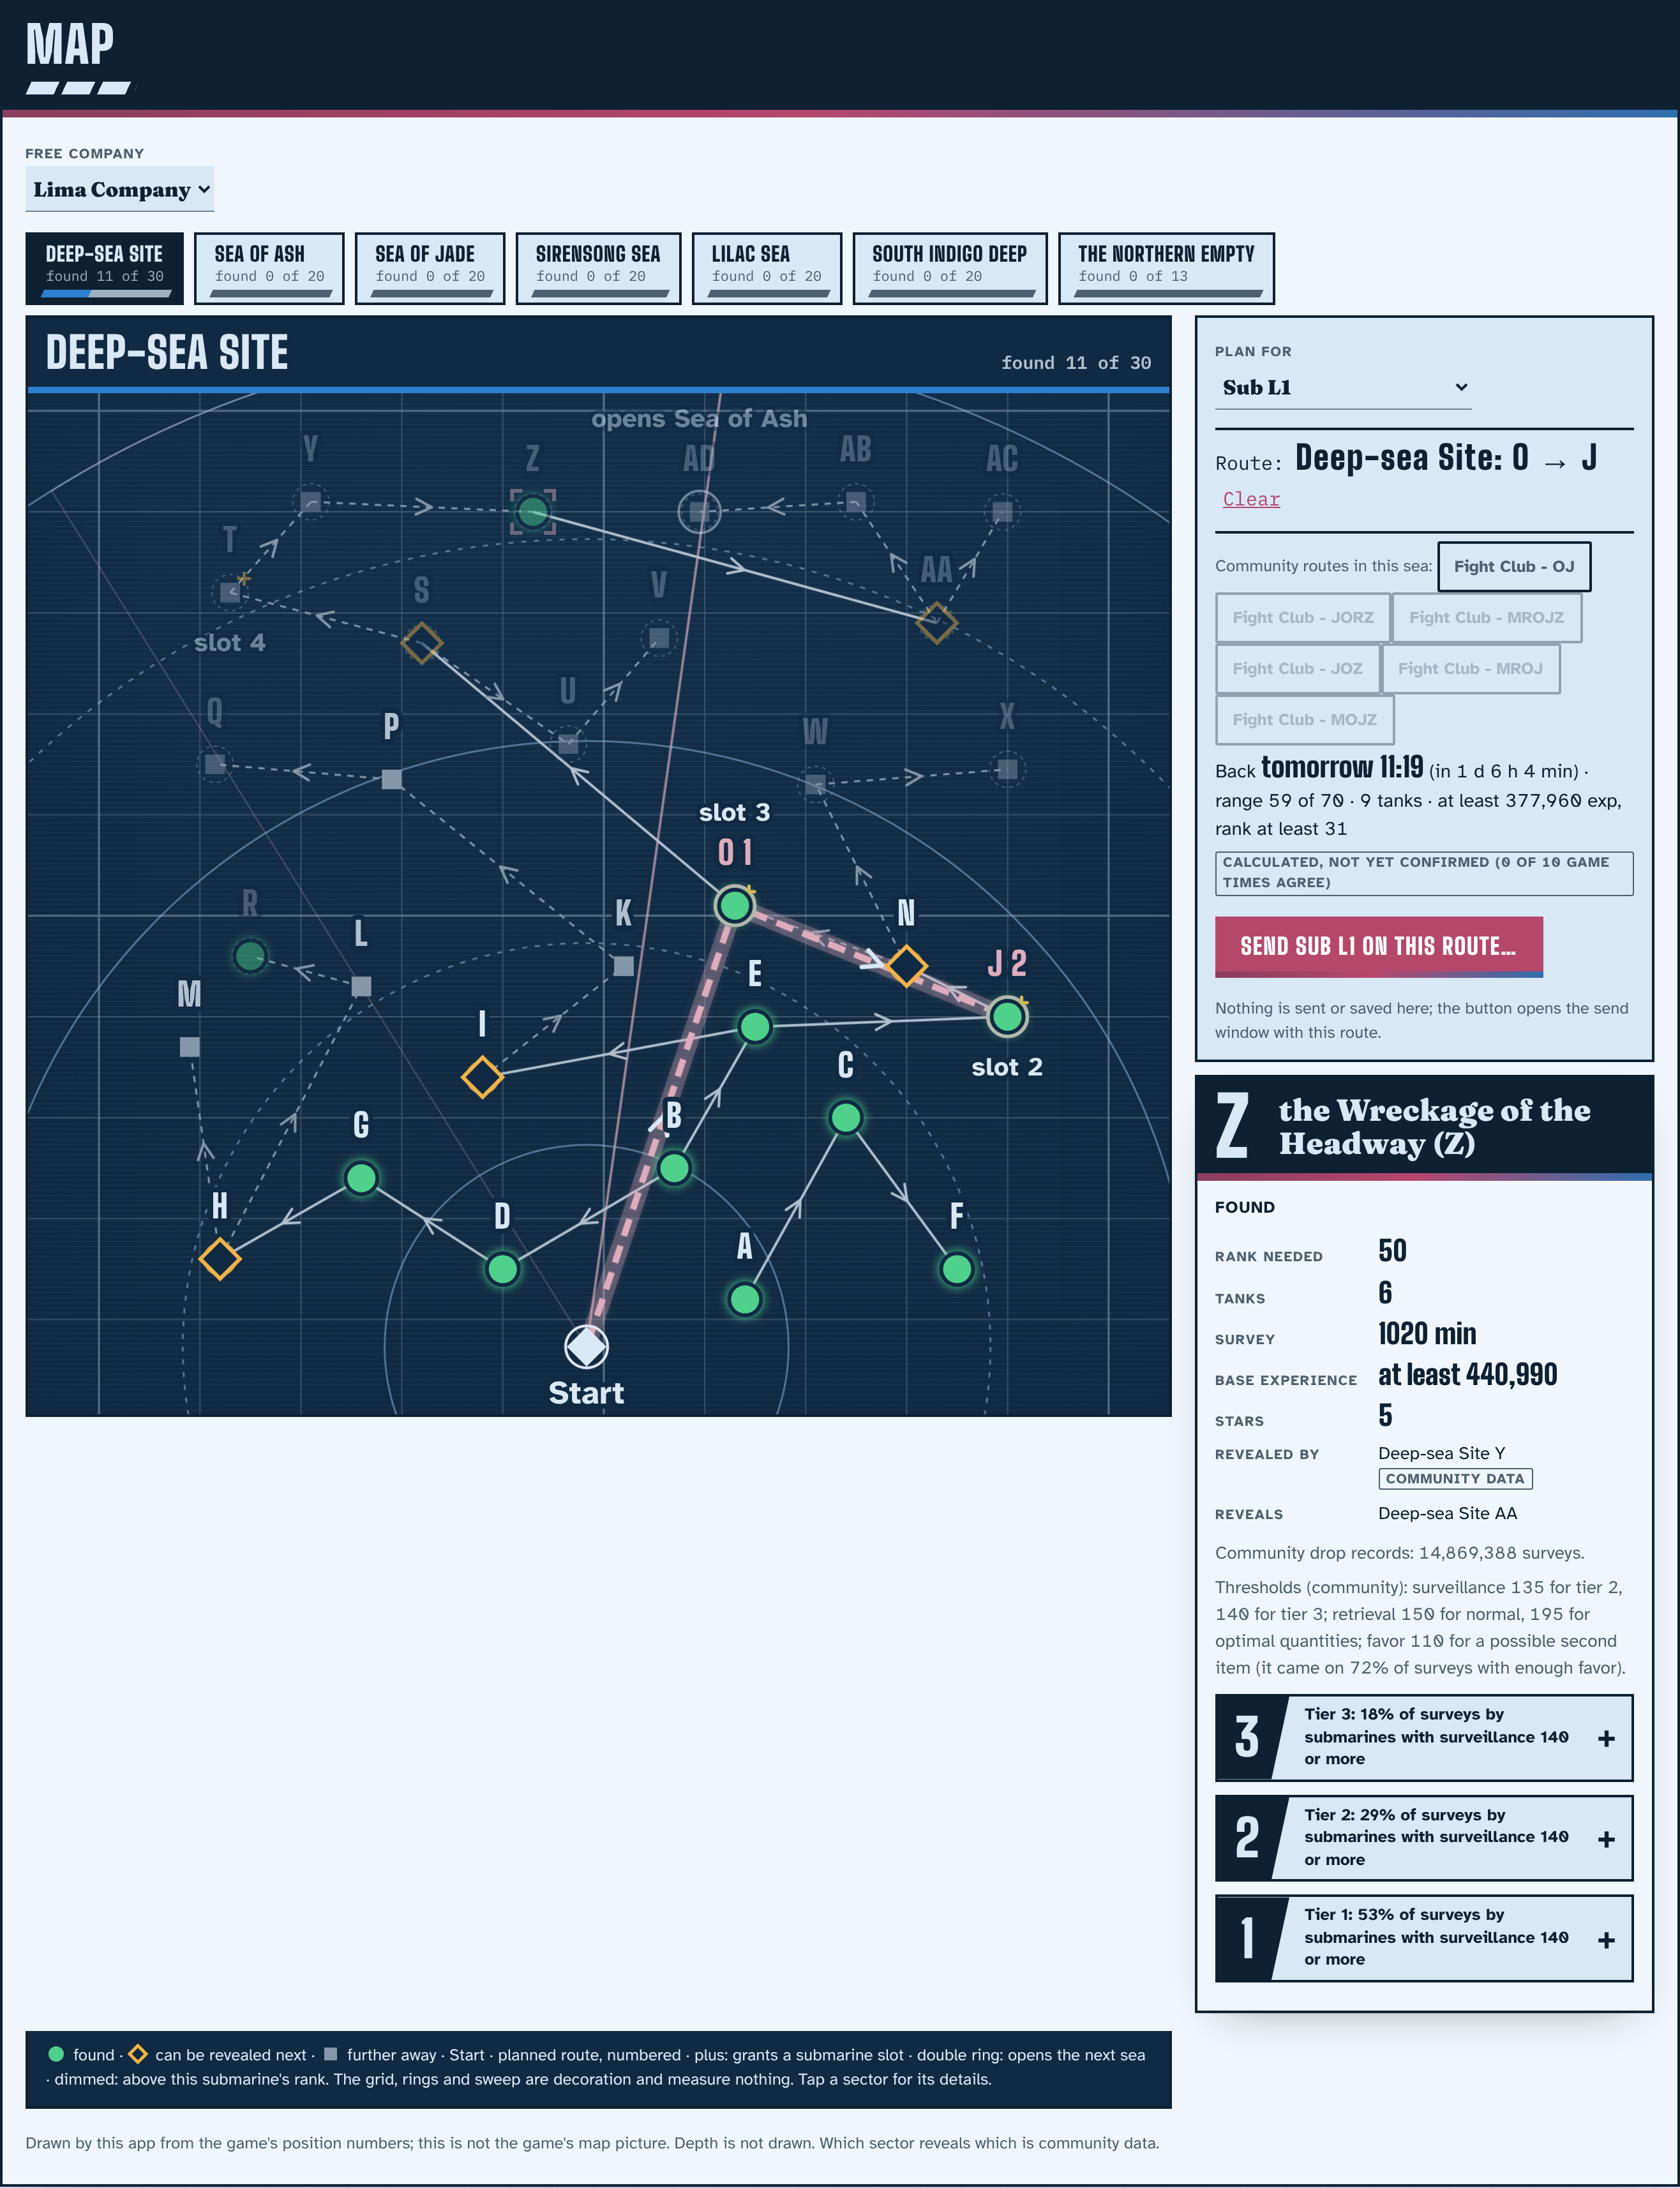 MAP
FREE COMPANY
Lima Company
DEEP-SEA SITE
found 11 of 30
SEA OF ASH
found 0 of 20
SEA OF JADE
found 0 of 20
SIRENSONG SEA
found 0 of 20
LILAC SEA
found 0 of 20
SOUTH INDIGO DEEP
found 0 of 20
THE NORTHERN EMPTY
found 0 of 13
DEEP-SEA SITE
found 11 of 30
opens Sea of Ash
Y
Z
AD
AB
AC
T
S
V
AA
slot 4
Q
P
U
W
X
slot 3
O 1
R
L
K
N
M
I
E
J 2
slot 2
G
B
C
H
D
A
F
Start
PLAN FOR
Sub L1
Route: Deep-sea Site: O → J
Clear
Community routes in this sea: Fight Club - OJ
Fight Club - JORZ Fight Club - MROJZ
Fight Club - JOZ Fight Club - MROJ
Fight Club - MOJZ
Back tomorrow 11:19 (in 1 d 6 h 4 min) ·
range 59 of 70 · 9 tanks · at least 377,960 exp,
rank at least 31
CALCULATED, NOT YET CONFIRMED (0 OF 10 GAME
TIMES AGREE)
SEND SUB L1 ON THIS ROUTE…
Nothing is sent or saved here; the button opens the send
window with this route.
Z
the Wreckage of the
Headway (Z)
FOUND
RANK NEEDED 50
TANKS 6
SURVEY 1020 min
BASE EXPERIENCE at least 440,990
STARS 5
REVEALED BY Deep-sea Site Y
COMMUNITY DATA
REVEALS Deep-sea Site AA
Community drop records: 14,869,388 surveys.
Thresholds (community): surveillance 135 for tier 2,
140 for tier 3; retrieval 150 for normal, 195 for
optimal quantities; favor 110 for a possible second
item (it came on 72% of surveys with enough favor).
3
Tier 3: 18% of surveys by
submarines with surveillance 140
or more
+
2
Tier 2: 29% of surveys by
submarines with surveillance 140
or more
+
1
Tier 1: 53% of surveys by
submarines with surveillance 140
or more
+
found · can be revealed next · further away · Start · planned route, numbered · plus: grants a submarine slot · double ring: opens the next sea
· dimmed: above this submarine's rank. The grid, rings and sweep are decoration and measure nothing. Tap a sector for its details.
Drawn by this app from the game's position numbers; this is not the game's map picture. Depth is not drawn. Which sector reveals which is community data.